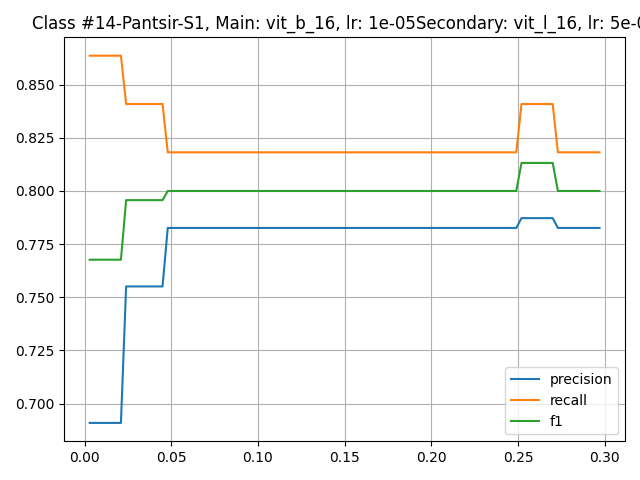 Class #14-Pantsir-S1, Main: vit_b_16, lr: 1e-05Secondary: vit_l_16, lr: 5e-0
0.850
0.825
0.800
0.775
0.750
0.725
0.700
precision
recall
f1
0.00 0.05 0.10 0.15 0.20 0.25 0.30